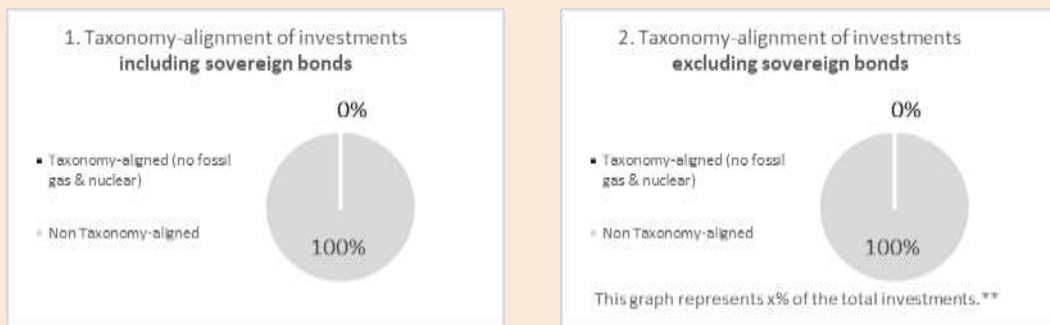 1. Taxonomy-alignment of investments
including sovereign bonds
0%
Taxonomy-aligned (no fossil
gas & nuclear)
Non Taxonomy-aligned
100%
2. Taxonomy-alignment of investments
excluding sovereign bonds
0%
Taxonomy-aligned (no fossil
gas & nuclear)
Non Taxonomy-aligned
100%
This graph represents x% of the total investments.**